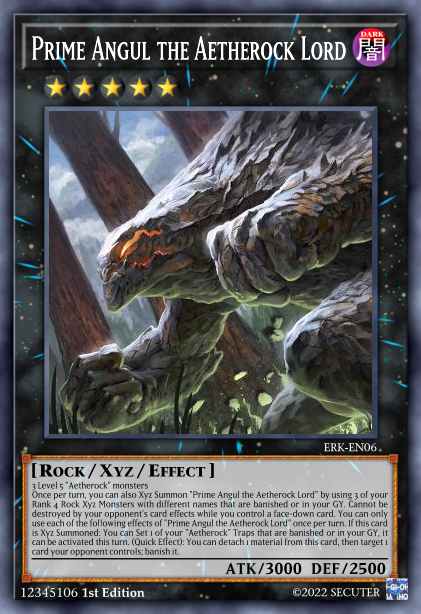 PRIME ANGUL THE AETHEROCK LORD
DARK
闇
ERK-EN06
[ROCK/XYZ/EFFECT]
3 Level 5 "Aetherock" monsters
Once per turn, you can also Xyz Summon "Prime Angul the Aetherock Lord" by using 3 of your
Rank 4 Rock Xyz Monsters with different names that are banished or in your GY. Cannot be
destroyed by your opponent's card effects while you control a face-down card. You can only
use each of the following effects of "Prime Angul the Aetherock Lord" once per turn. If this card
is Xyz Summoned: You can Set 1 of your "Aetherock" Traps that are banished or in your GY, it
can be activated this turn. (Quick Effect): You can detach 1 material from this card, then target 1
card your opponent controls; banish it.
ATK/3000 DEF/2500
12345106 1st Edition
©2022 SECUTER